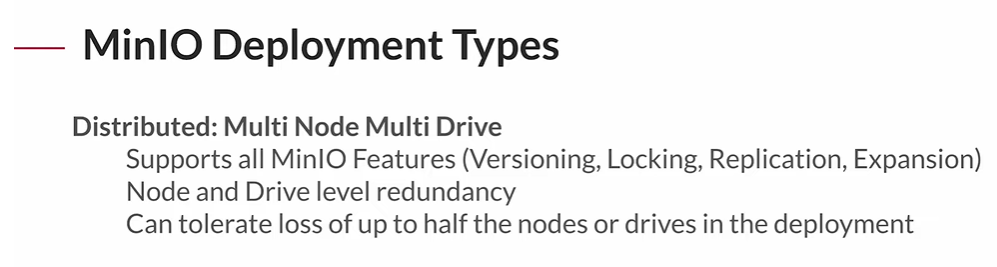 MinIO Deployment Types
Distributed: Multi Node Multi Drive
Supports all MinIO Features (Versioning, Locking, Replication, Expansion)
Node and Drive level redundancy
Can tolerate loss of up to half the nodes or drives in the deployment